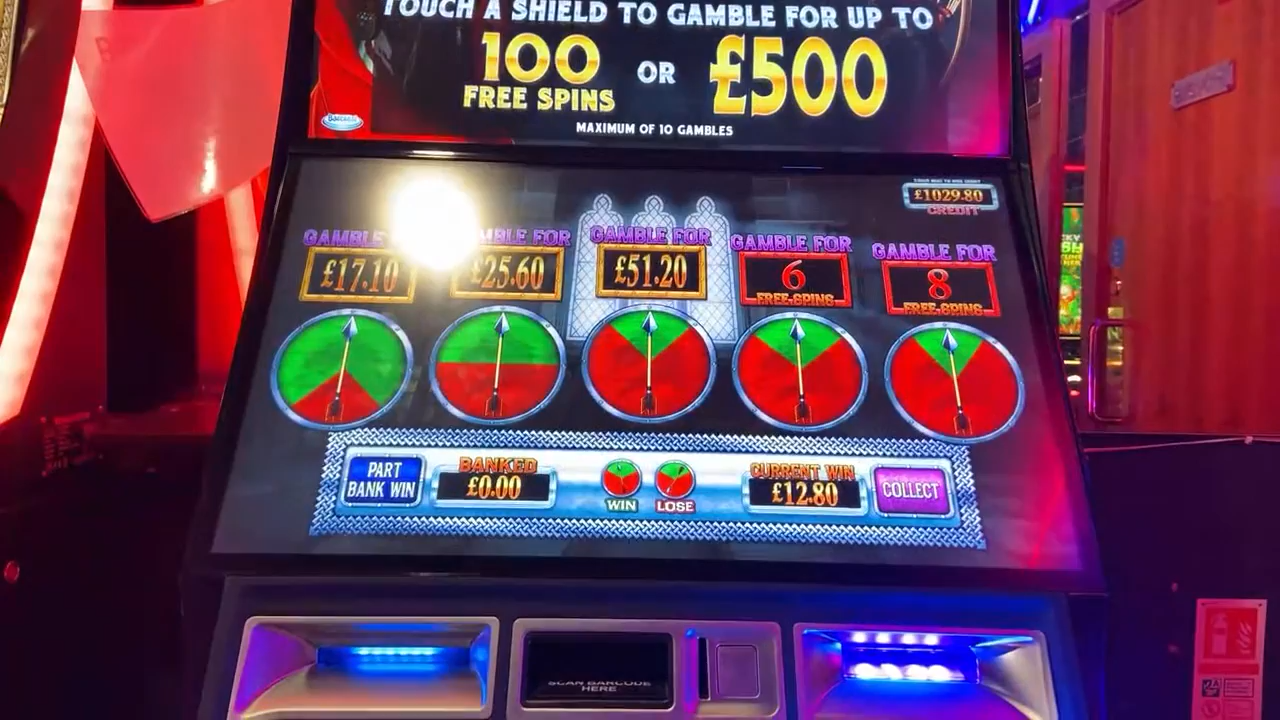 TOUCH A SHIELD TO GAMBLE FOR UP TO
100 FREE SPINS OR £500
MAXIMUM OF 10 GAMBLES
£1029.80
CREDIT
GAMBLE
£17.10
GAMBLE FOR
£25.60
GAMBLE FOR
£51.20
GAMBLE FOR
6
FREE SPINS
GAMBLE FOR
8
FREE SPINS
PART
BANK WIN
BANKED
£0.00
WIN
LOSE
CURRENT WIN
£12.80
COLLECT
SCAN BARCODE
HERE